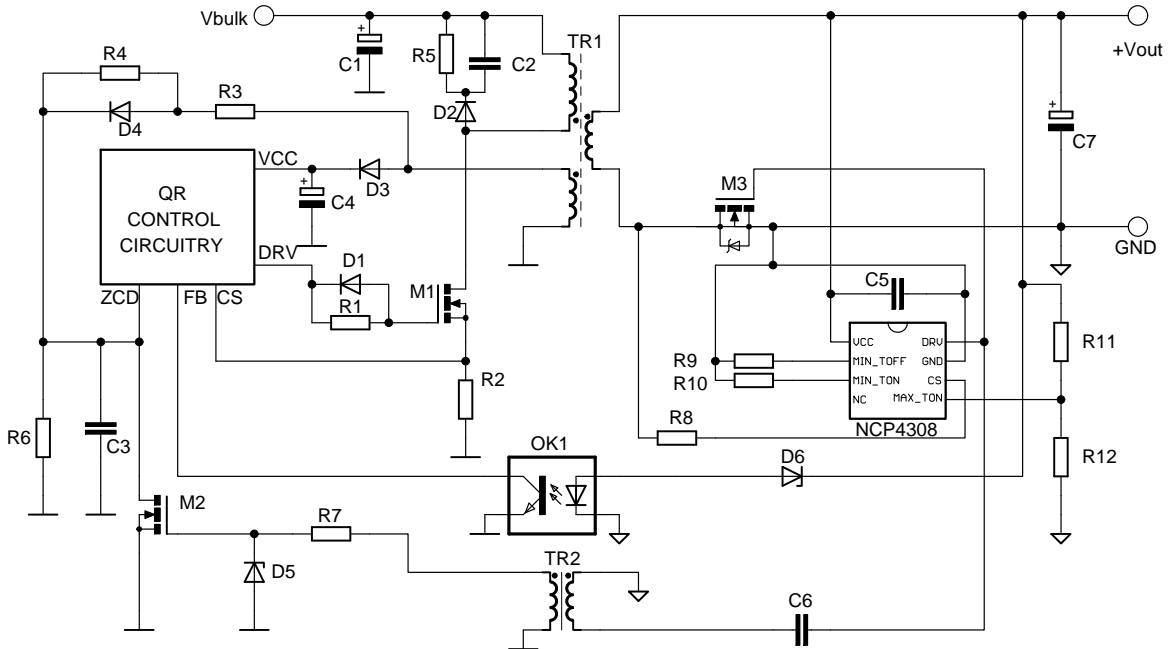 Vbulk
+Vout
R4
C1
R5
C2
TR1
D4
R3
D2
C7
VCC
D3
C4
M3
QR
CONTROL
CIRCUITRY
GND
DRV
D1
M1
C5
ZCD
FB
CS
R1
VCC
DRV
MIN_TOFF
GND
MIN_TON
CS
NC
MAX_TON
NCP4308
R9
R10
R11
R2
R8
R6
C3
OK1
D6
R12
M2
R7
D5
TR2
C6
+
+
+